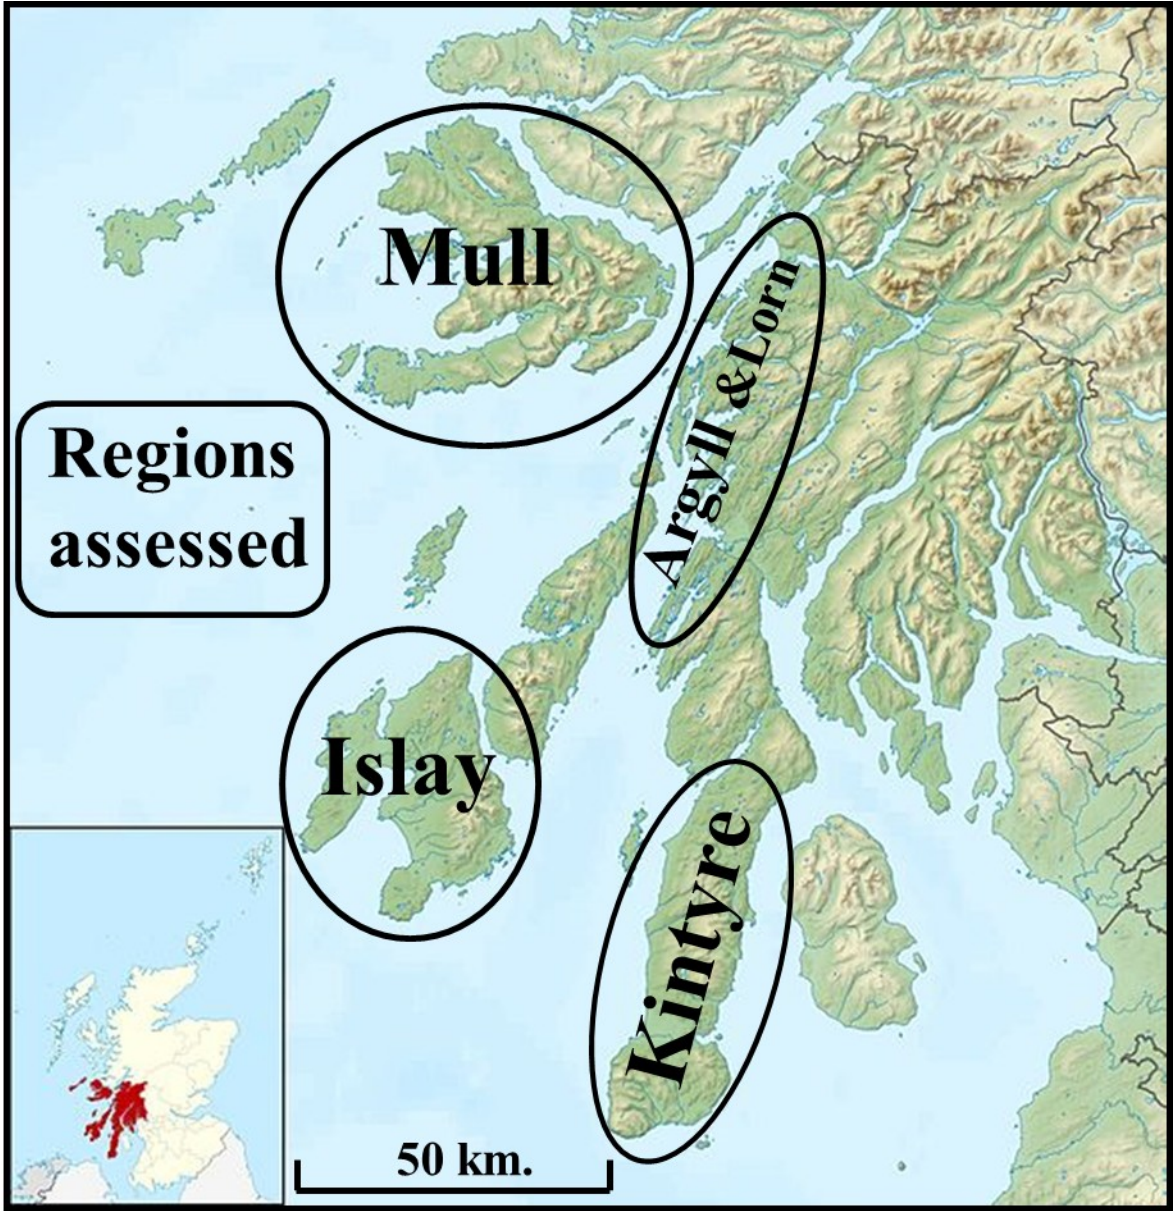 Mull
Argyll & Lorn
Regions
assessed
Islay
Kintyre
50 km.